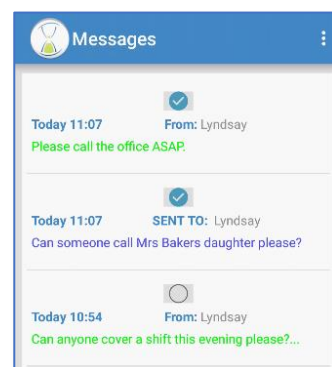 Messages
Today 11:07 From: Lyndsay
Please call the office ASAP.
Today 11:07 SENT TO: Lyndsay
Can someone call Mrs Bakers daughter please?
Today 10:54 From: Lyndsay
Can anyone cover a shift this evening please?...